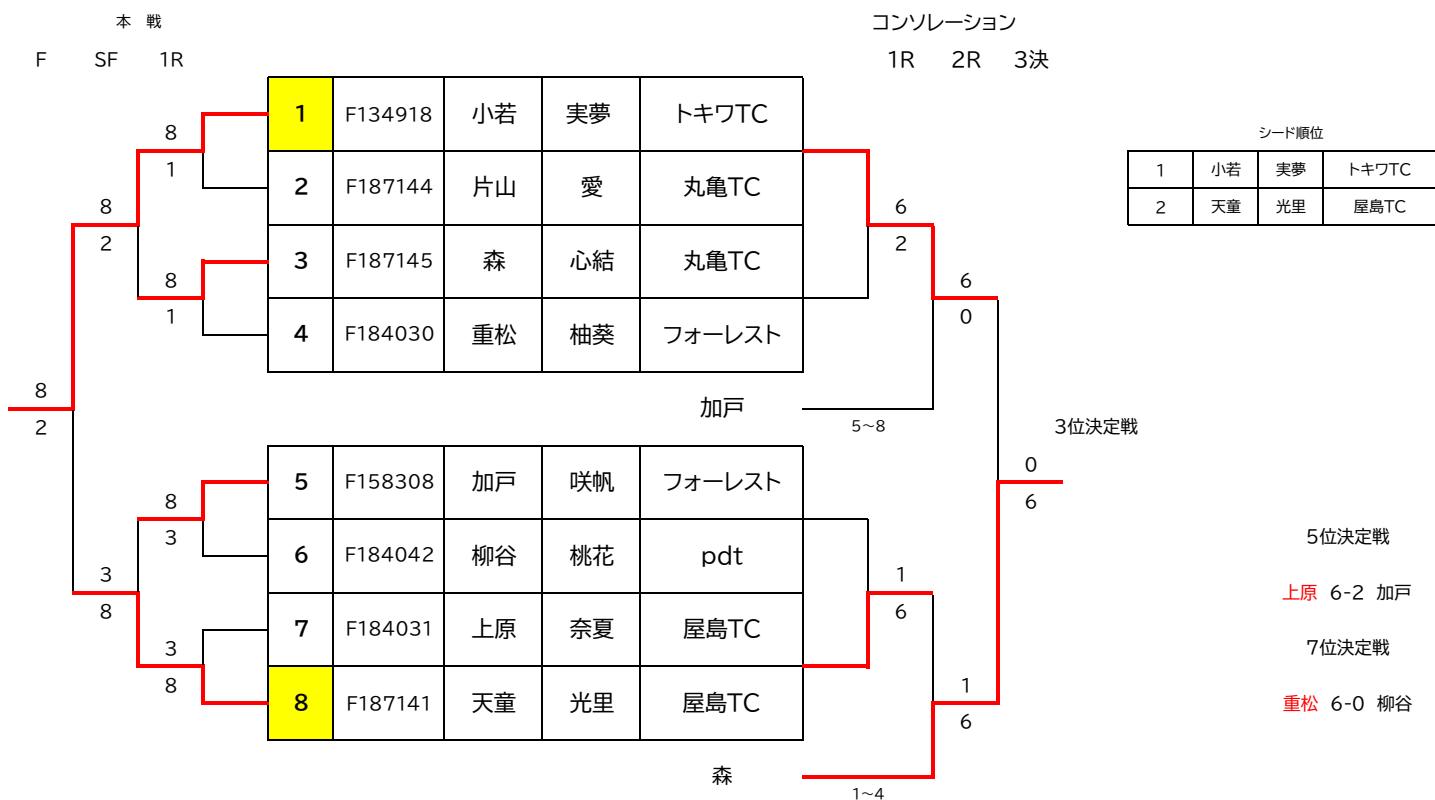 本 戦
コンソレーション
F SF 1R
1R 2R 3決
1 F134918 小若 実夢 トキワTC
8
シード順位
1
1 小若 実夢 トキワTC
2 F187144 片山 愛 丸亀TC
8
6
2 天童 光里 屋島TC
2
2
3 F187145 森 心結 丸亀TC
8
6
1
0
4 F184030 重松 柚葵 フォーレスト
8
加戸
2
5~8
3位決定戦
0
5 F158308 加戸 咲帆 フォーレスト
8
6
3
5位決定戦
6 F184042 柳谷 桃花 pdt
3
1
上原 6-2 加戸
8
6
7 F184031 上原 奈夏 屋島TC
3
7位決定戦
8
1
8 F187141 天童 光里 屋島TC
重松 6-0 柳谷
6
森
1~4